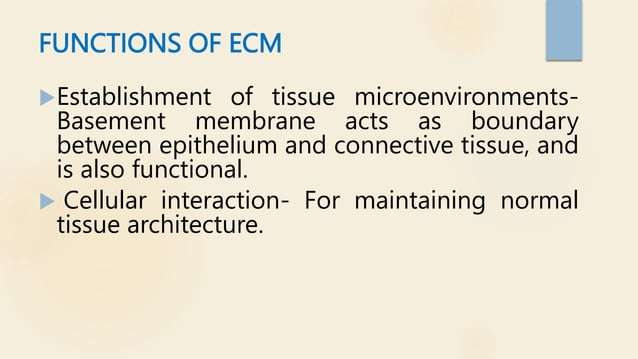 FUNCTIONS OF ECM
Establishment of tissue microenvironments-
Basement membrane acts as boundary
between epithelium and connective tissue, and
is also functional.
Cellular interaction- For maintaining normal
tissue architecture.